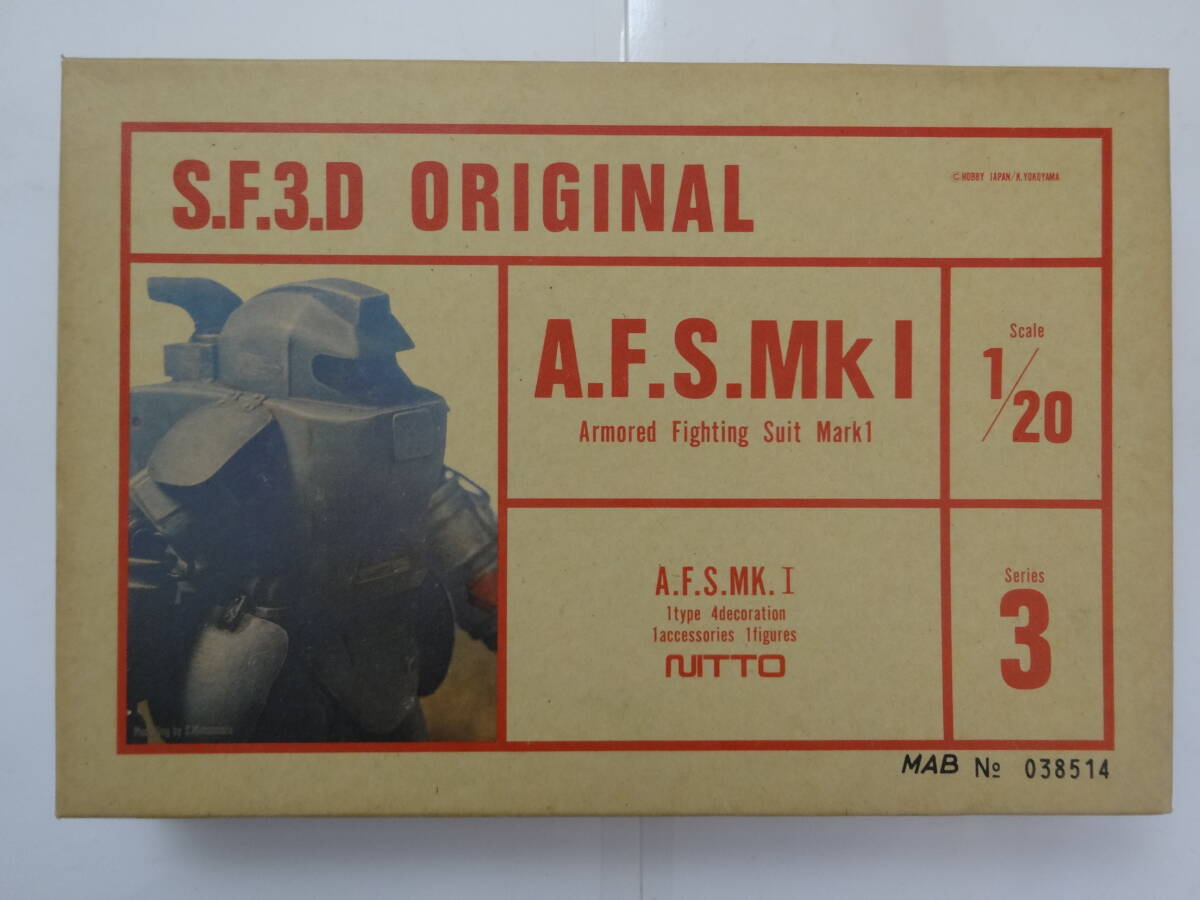 S.F.3.D ORIGINAL
© HOBBY JAPAN/K.YOKOYAMA
A.F.S.Mk I
Armored Fighting Suit Mark1
Scale
1/20
A.F.S.MK.I
1type 4decoration
1accessories 1figures
NITTO
Series
3
by
MAB № 038514